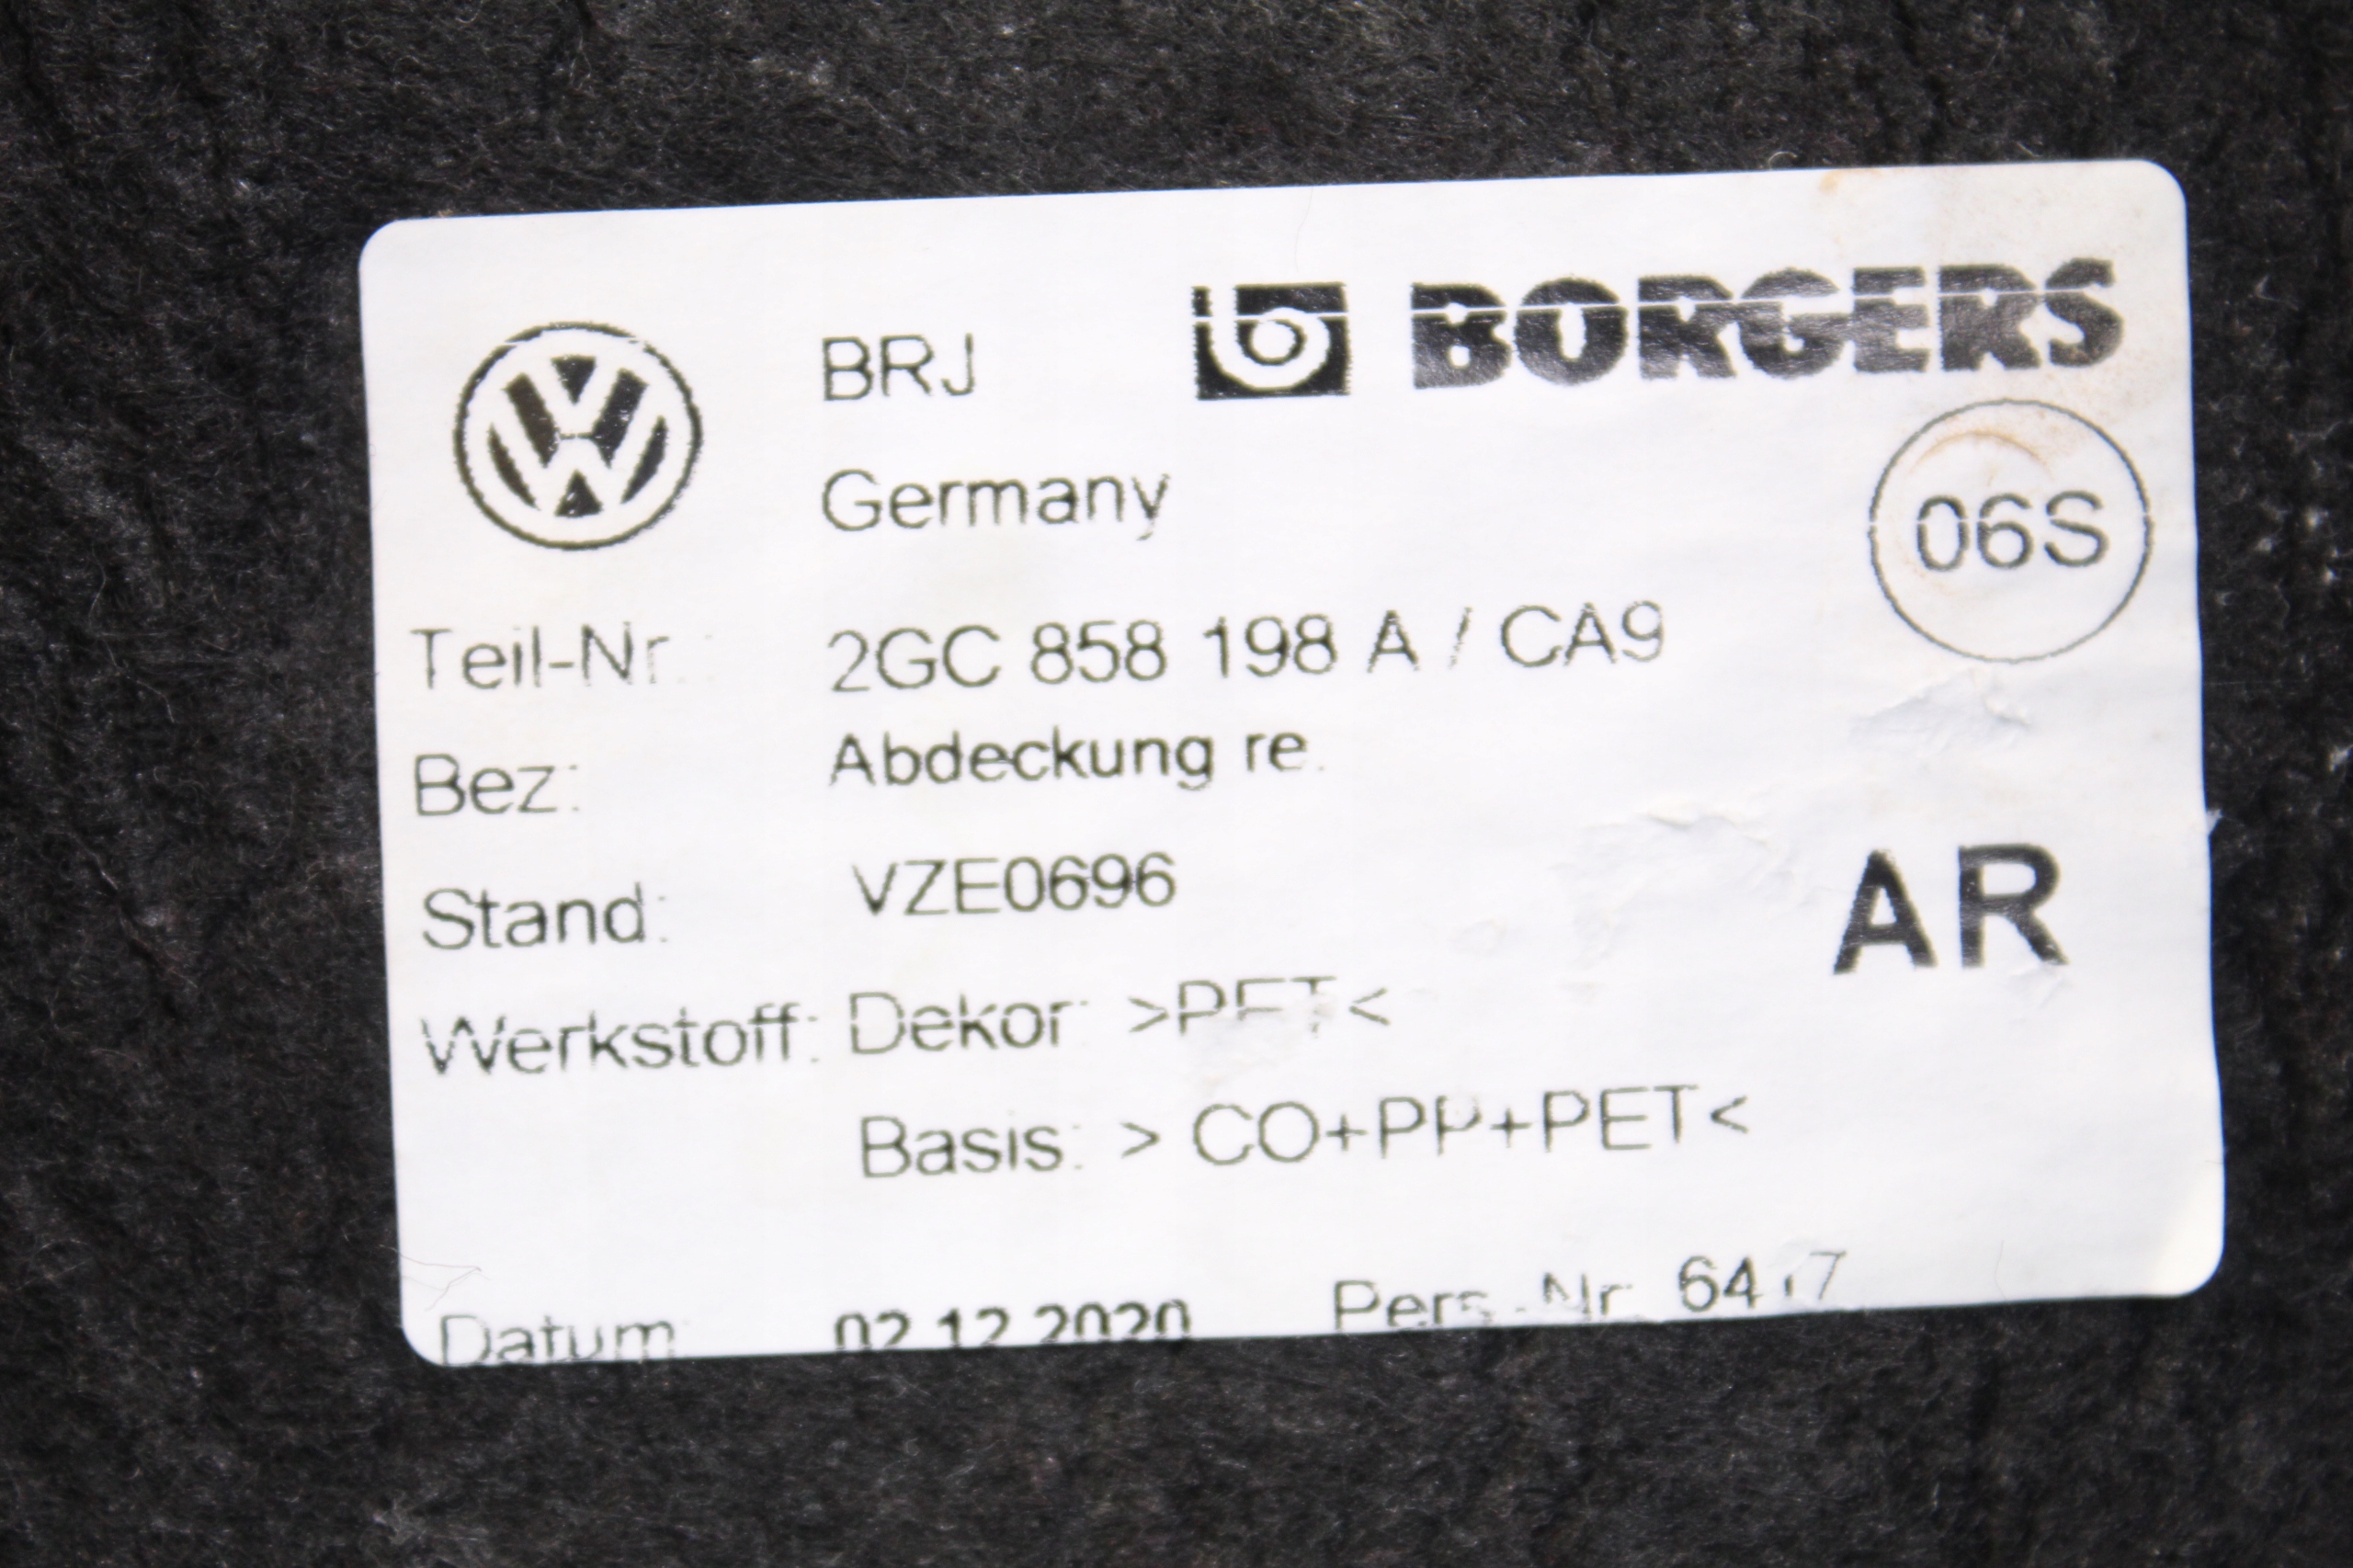 BRJ
BORGERS
Germany
06S
Teil-Nr.: 2GC 858 198 A / CA9
Bez: Abdeckung re.
Stand: VZE0696
AR
Werkstoff: Dekor: >PET<
Basis: > CO+PP+PET<
Datum: 02.12.2020 Pers.-Nr.